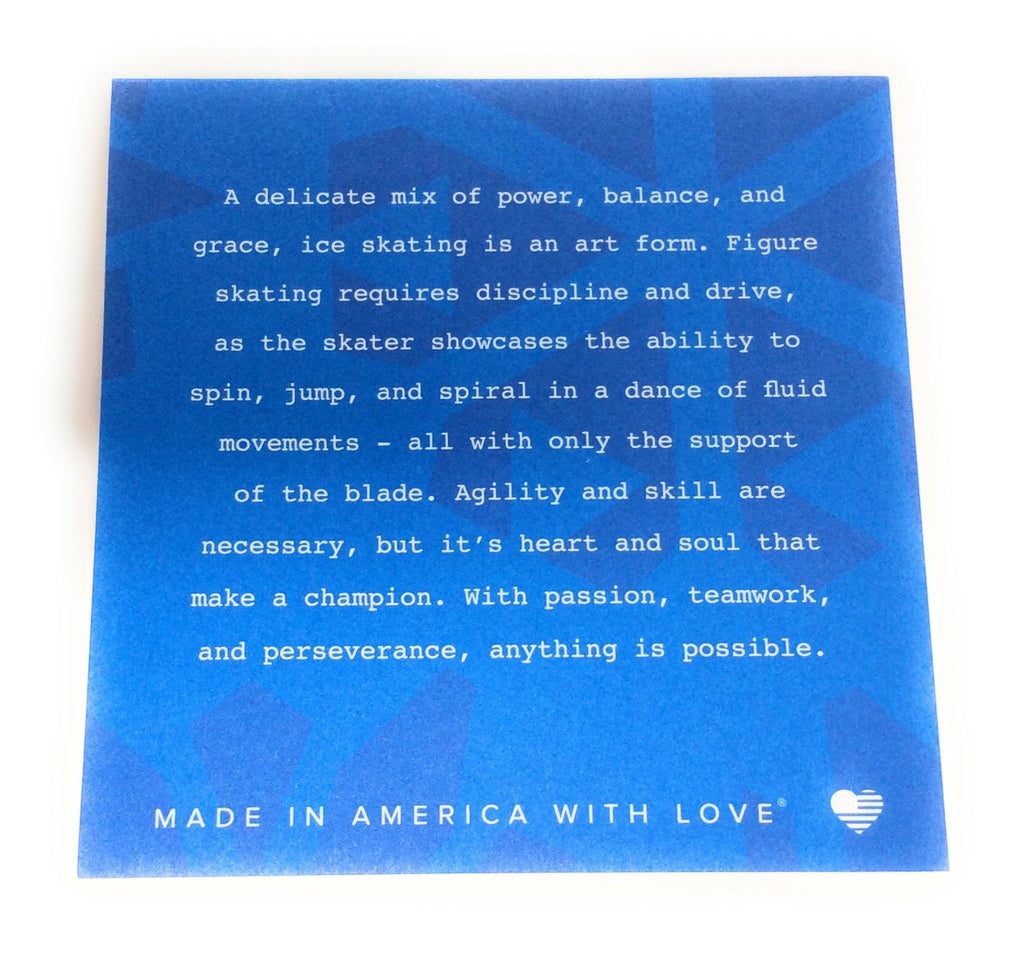 A delicate mix of power, balance, and
grace, ice skating is an art form. Figure
skating requires discipline and drive,
as the skater showcases the ability to
spin, jump, and spiral in a dance of fluid
movements – all with only the support
of the blade. Agility and skill are
necessary, but it’s heart and soul that
make a champion. With passion, teamwork,
and perseverance, anything is possible.
MADE IN AMERICA WITH LOVE®